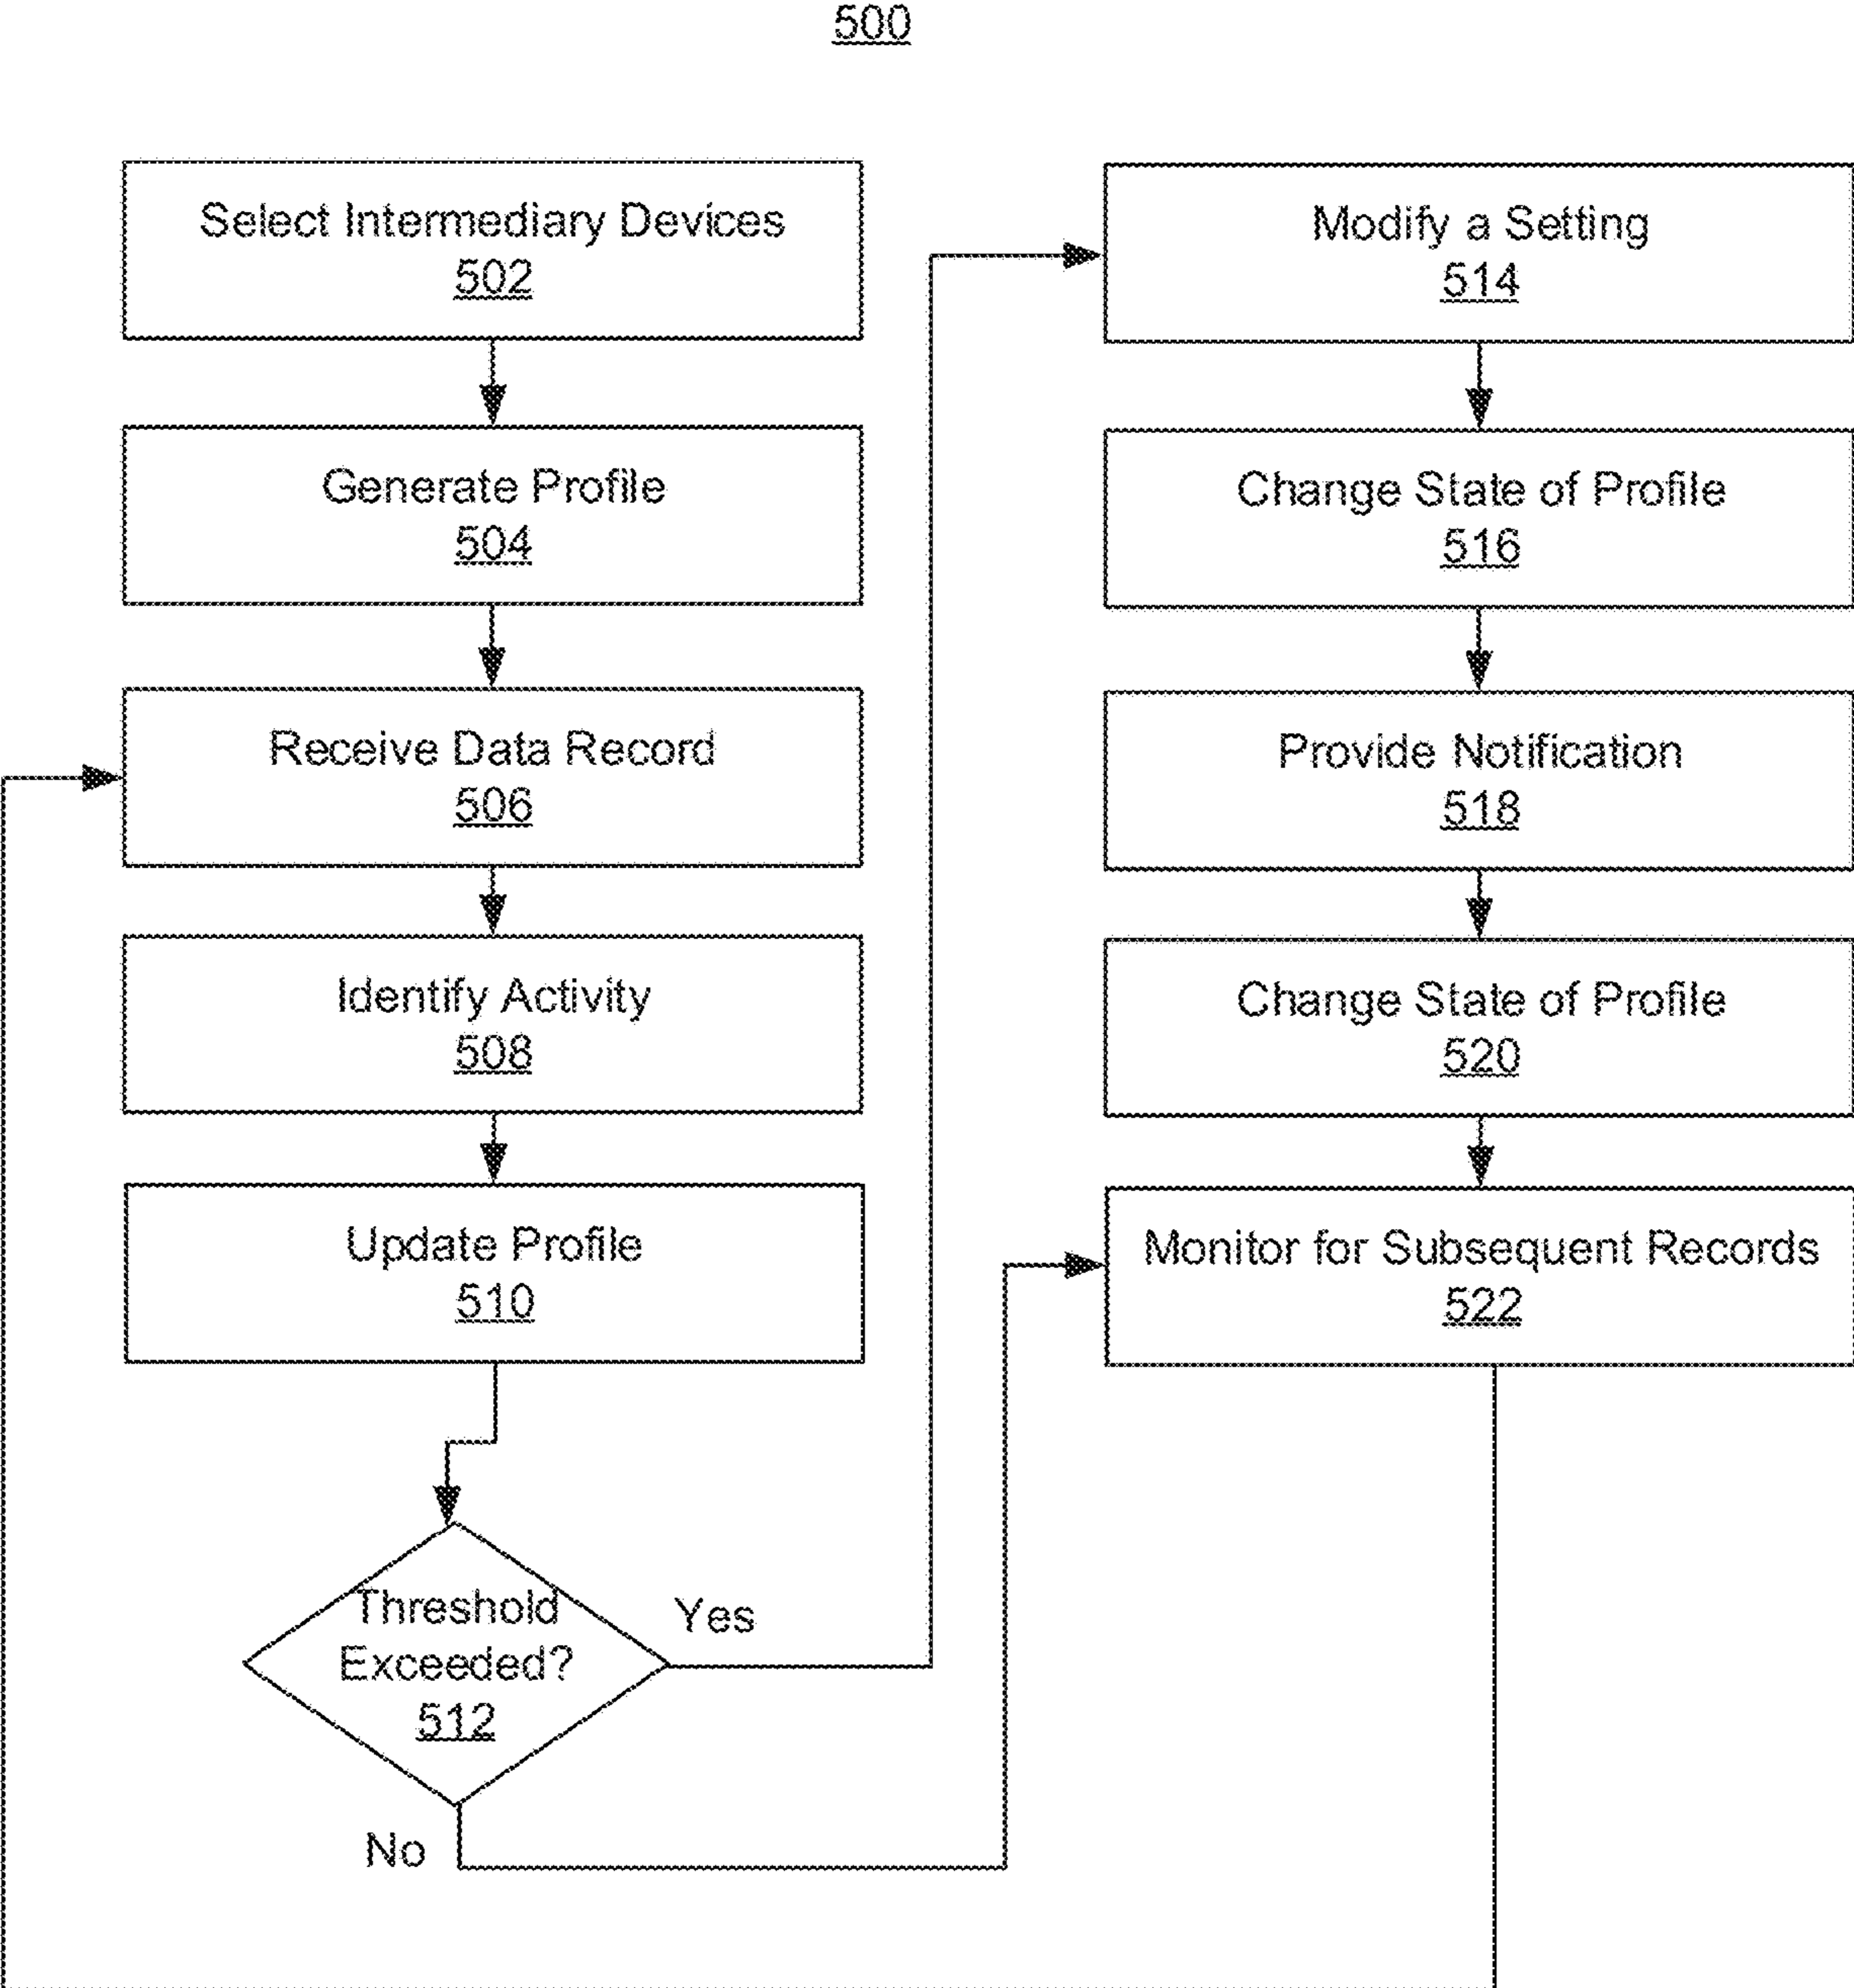 500
Select Intermediary Devices
502
Generate Profile
504
Receive Data Record
506
Identify Activity
508
Update Profile
510
Threshold
Exceeded?
512
Yes
No
Modify a Setting
514
Change State of Profile
516
Provide Notification
518
Change State of Profile
520
Monitor for Subsequent Records
522